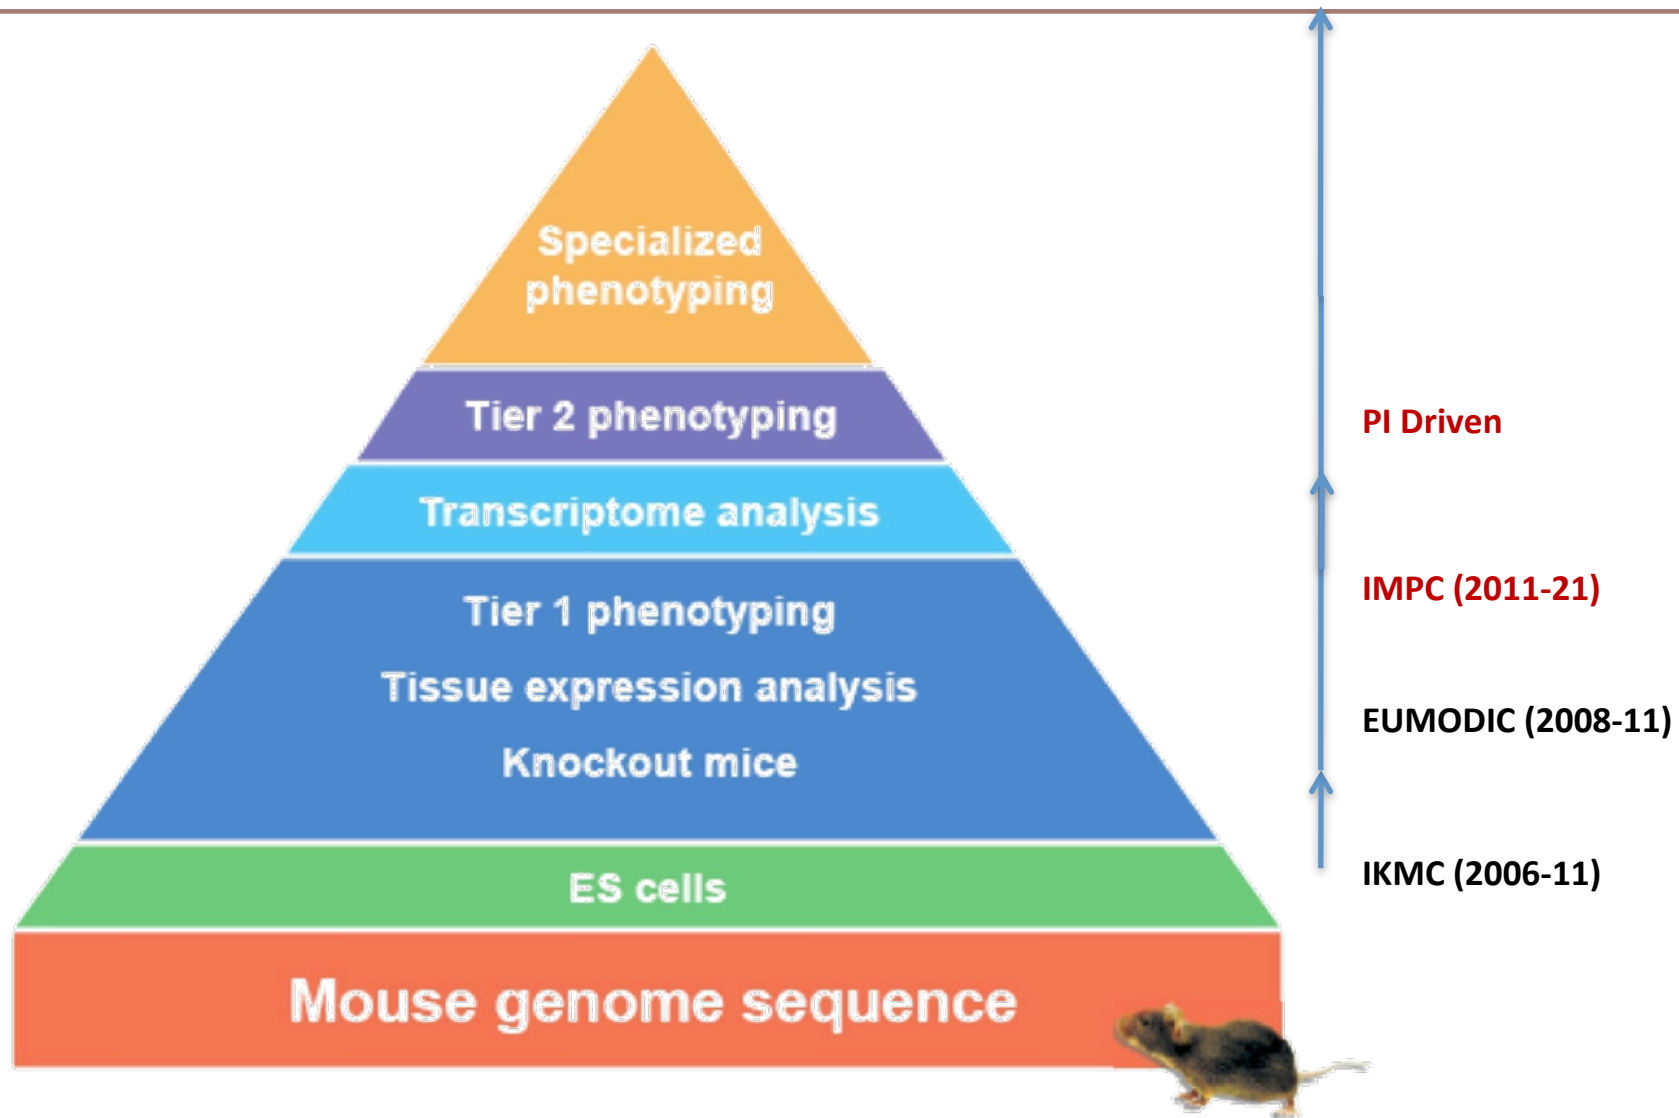 Specialized
phenotyping
Tier 2 phenotyping
PI Driven
Transcriptome analysis
Tier 1 phenotyping
IMPC (2011-21)
Tissue expression analysis
EUMODIC (2008-11)
Knockout mice
ES cells
IKMC (2006-11)
Mouse genome sequence